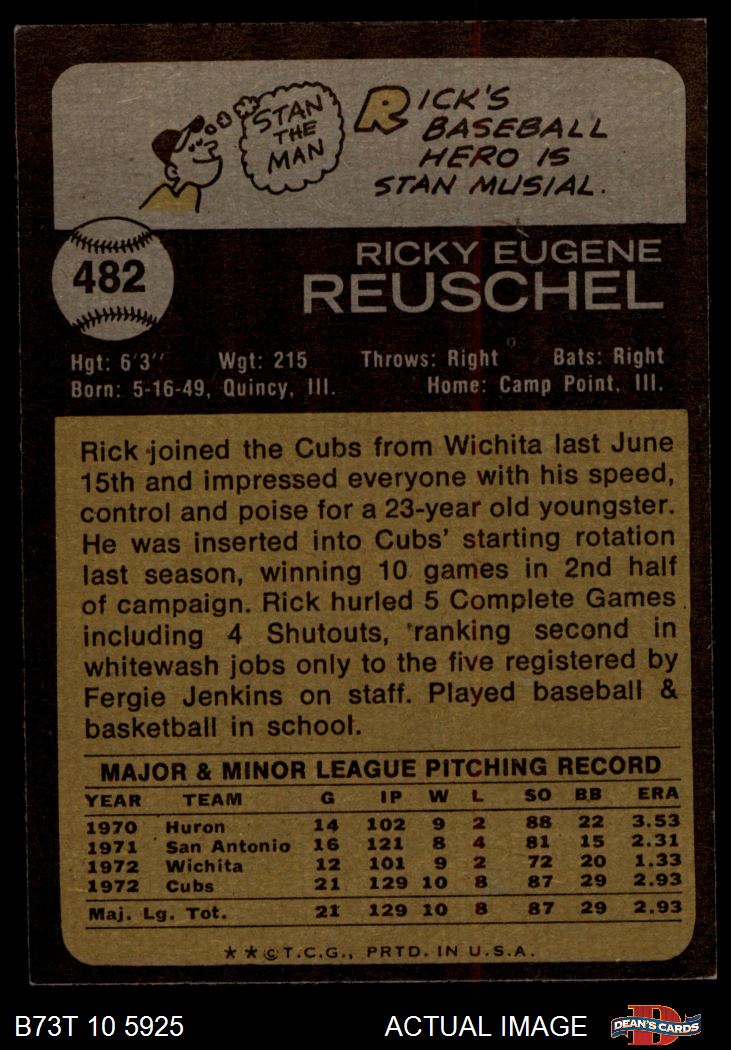 STAN
THE
MAN
RICK'S
BASEBALL
HERO IS
STAN MUSIAL.
482
RICKY EUGENE
REUSCHEL
Hgt: 6'3" Wgt: 215 Throws: Right Bats: Right
Born: 5-16-49, Quincy, Ill. Home: Camp Point, Ill.
Rick joined the Cubs from Wichita last June
15th and impressed everyone with his speed,
control and poise for a 23-year old youngster.
He was inserted into Cubs' starting rotation
last season, winning 10 games in 2nd half
of campaign. Rick hurled 5 Complete Games
including 4 Shutouts, ranking second in
whitewash jobs only to the five registered by
Fergie Jenkins on staff. Played baseball &
basketball in school.
MAJOR & MINOR LEAGUE PITCHING RECORD
YEAR TEAM G IP W L SO BB ERA
1970 Huron 14 102 9 2 88 22 3.53
1971 San Antonio 16 121 8 4 81 15 2.31
1972 Wichita 12 101 9 2 72 20 1.33
1972 Cubs 21 129 10 8 87 29 2.93
Maj. Lg. Tot. 21 129 10 8 87 29 2.93
★★©T.C.G., PRTD. IN U.S.A.
B73T 10 5925 ACTUAL IMAGE D DEAN'S CARDS